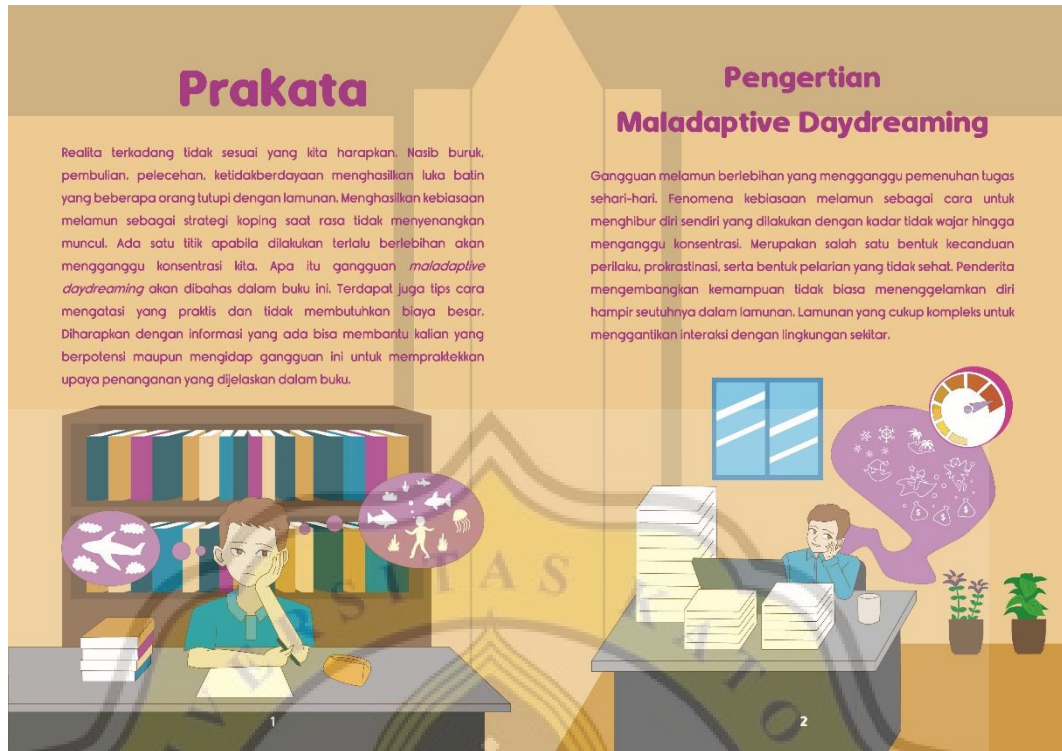 Prakata
Realita terkadang tidak sesuai yang kita harapkan. Nasib buruk,
pembulian, pelecehan, ketidakberdayaan menghasilkan luka batin
yang beberapa orang tutupi dengan lamunan. Menghasilkan kebiasaan
melamun sebagai strategi koping saat rasa tidak menyenangkan
muncul. Ada satu titik apabila dilakukan terlalu berlebihan akan
mengganggu konsentrasi kita. Apa itu gangguan maladaptive
daydreaming akan dibahas dalam buku ini. Terdapat juga tips cara
mengatasi yang praktis dan tidak membutuhkan biaya besar.
Diharapkan dengan informasi yang ada bisa membantu kalian yang
berpotensi maupun mengidap gangguan ini untuk mempraktekkan
upaya penanganan yang dijelaskan dalam buku.
1
Pengertian
Maladaptive Daydreaming
Gangguan melamun berlebihan yang mengganggu pemenuhan tugas
sehari-hari. Fenomena kebiasaan melamun sebagai cara untuk
menghibur diri sendiri yang dilakukan dengan kadar tidak wajar hingga
menganggu konsentrasi. Merupakan salah satu bentuk kecanduan
perilaku, prokrastinasi, serta bentuk pelarian yang tidak sehat. Penderita
mengembangkan kemampuan tidak biasa menenggelamkan diri
hampir seutuhnya dalam lamunan. Lamunan yang cukup kompleks untuk
menggantikan interaksi dengan lingkungan sekitar.
$ $ $
2
VERSITAS KATO